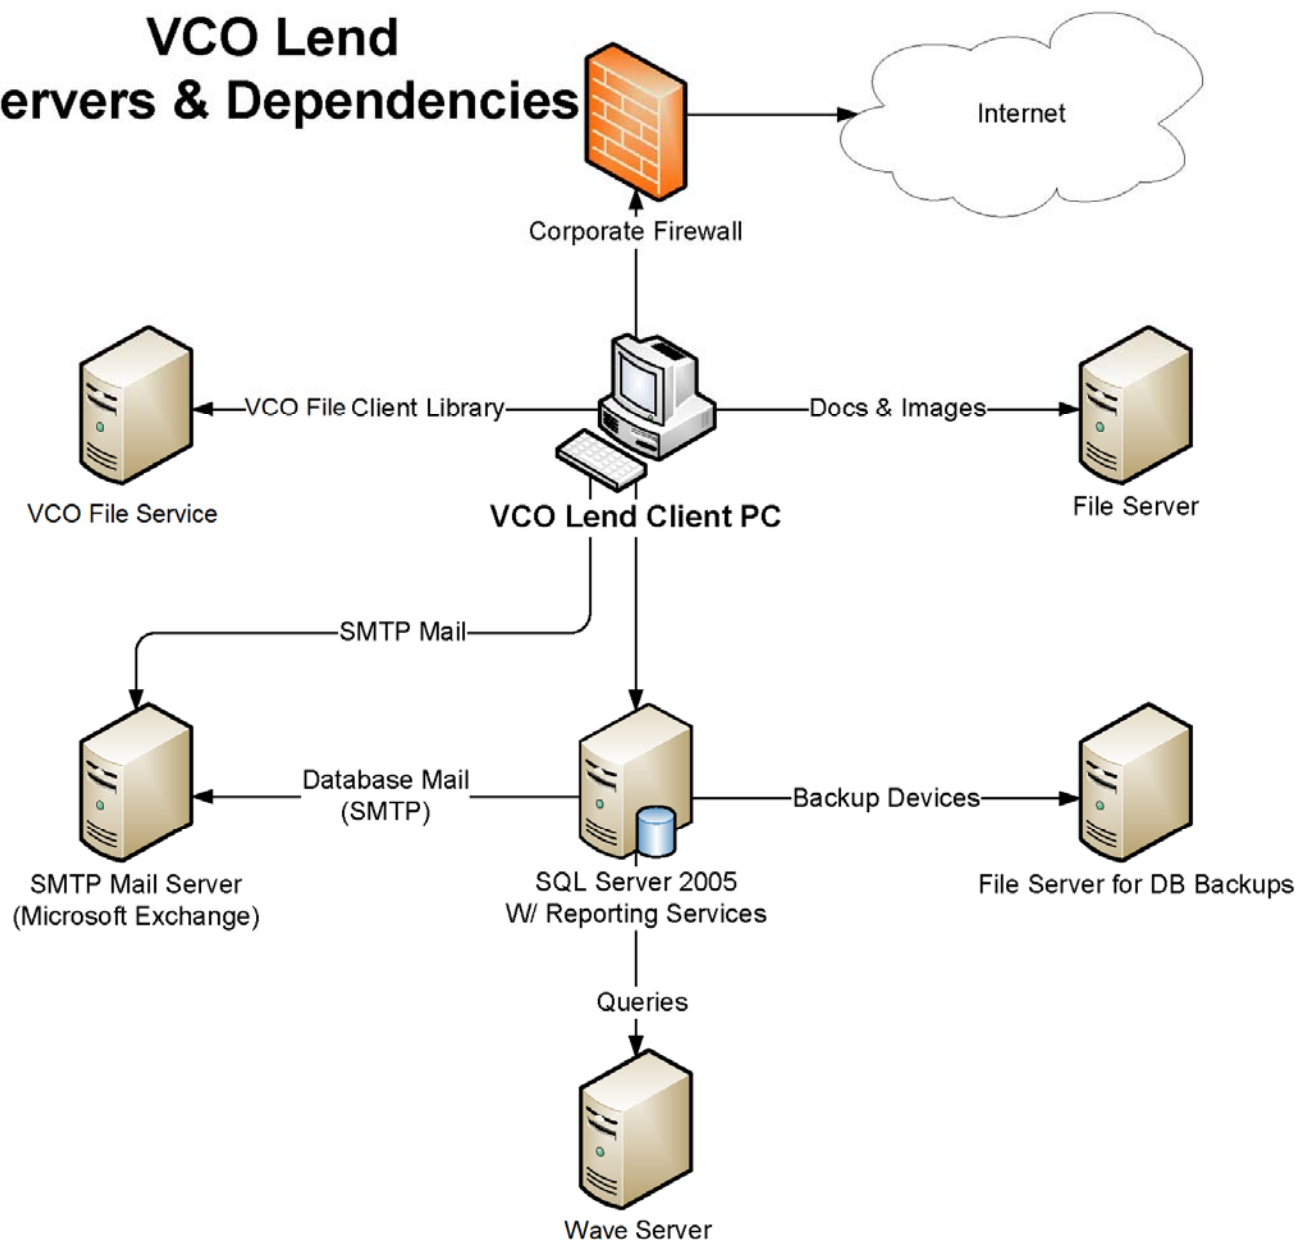 VCO Lend
ervers & Dependencies
Internet
Corporate Firewall
VCO File Client Library
Docs & Images
VCO File Service
VCO Lend Client PC
File Server
SMTP Mail
Database Mail
(SMTP)
Backup Devices
SMTP Mail Server
(Microsoft Exchange)
SQL Server 2005
W/ Reporting Services
File Server for DB Backups
Queries
Wave Server